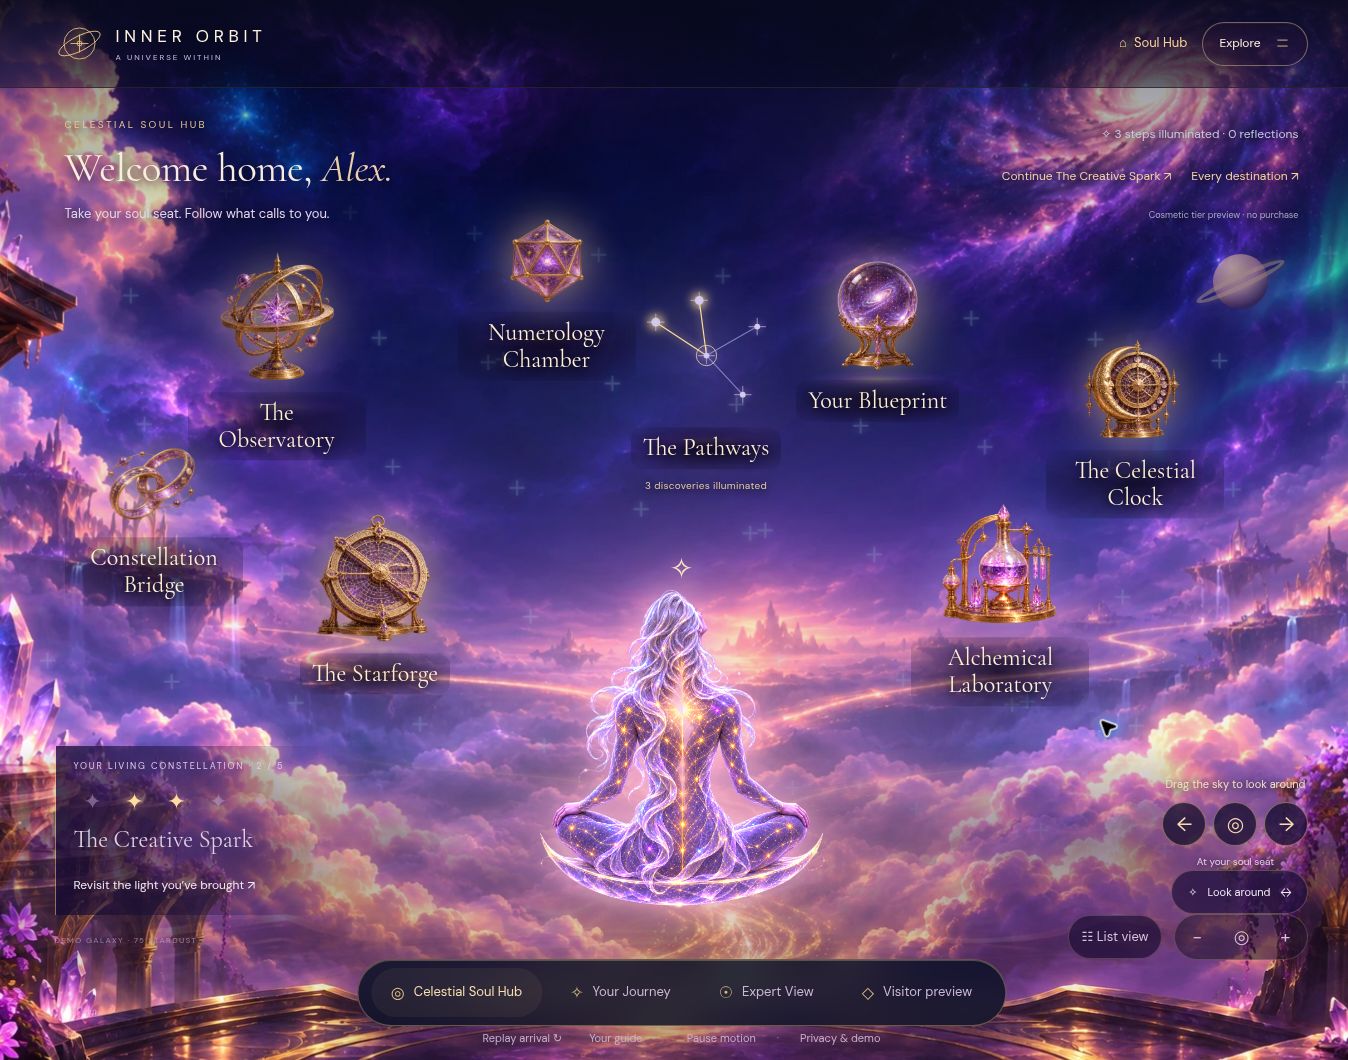 INNER ORBIT
A UNIVERSE WITHIN
Soul Hub
Explore
CELESTIAL SOUL HUB
Welcome home, Alex.
Take your soul seat. Follow what calls to you.
3 steps illuminated · 0 reflections
Continue The Creative Spark ↗ Every destination ↗
Cosmetic tier preview · no purchase
Numerology
Chamber
The
Observatory
Your Blueprint
The Pathways
3 discoveries illuminated
The Celestial
Clock
Constellation
Bridge
The Starforge
Alchemical
Laboratory
YOUR LIVING CONSTELLATION · 2 / 5
The Creative Spark
Revisit the light you've brought ↗
DEMO GALAXY · 75 STARDUST
Drag the sky to look around
At your soul seat
Look around
List view
Celestial Soul Hub
Your Journey
Expert View
Visitor preview
Replay arrival ↻
Your guide
Pause motion
Privacy & demo